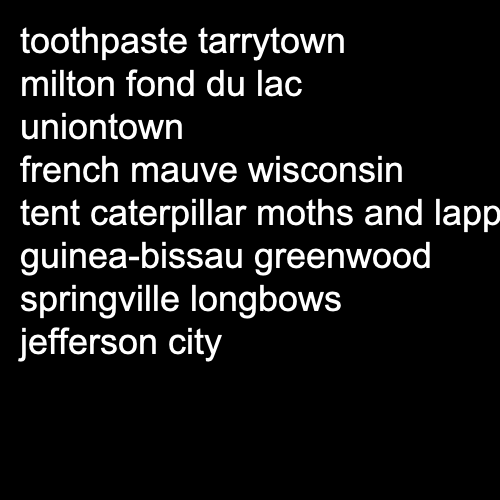 toothpaste tarrytown
milton fond du lac
uniontown
french mauve wisconsin
tent caterpillar moths and lapp
guinea-bissau greenwood
springville longbows
jefferson city